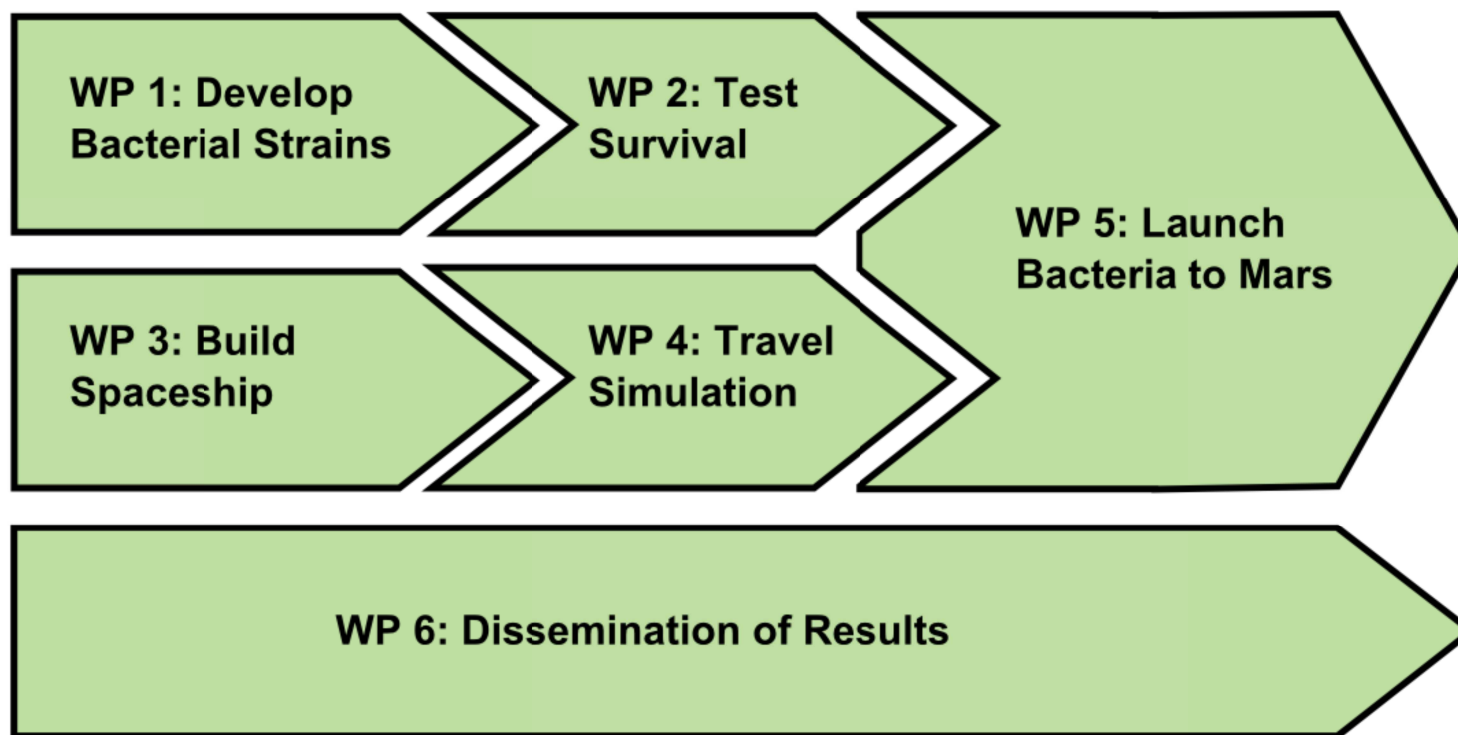 WP 1: Develop
Bacterial Strains
WP 2: Test
Survival
WP 3: Build
Spaceship
WP 4: Travel
Simulation
WP 5: Launch
Bacteria to Mars
WP 6: Dissemination of Results